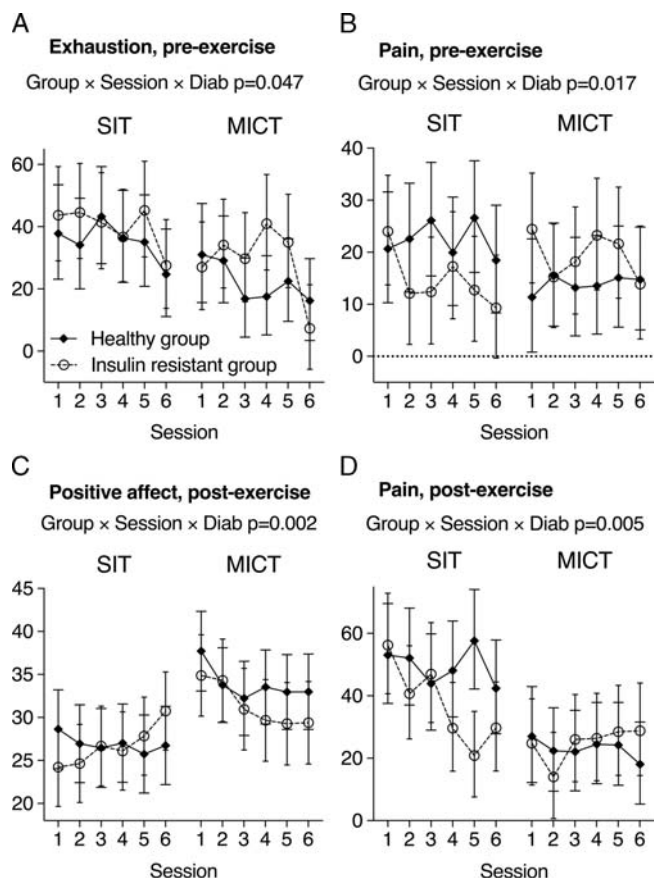 A
Exhaustion, pre-exercise
Group × Session × Diab p=0.047
SIT MICT
60
40
20
0
Healthy group
Insulin resistant group
1 2 3 4 5 6 1 2 3 4 5 6
Session
B
Pain, pre-exercise
Group × Session × Diab p=0.017
SIT MICT
40
30
20
10
0
1 2 3 4 5 6 1 2 3 4 5 6
Session
C
Positive affect, post-exercise
Group × Session × Diab p=0.002
SIT MICT
45
40
35
30
25
20
1 2 3 4 5 6 1 2 3 4 5 6
Session
D
Pain, post-exercise
Group × Session × Diab p=0.005
SIT MICT
60
40
20
0
1 2 3 4 5 6 1 2 3 4 5 6
Session